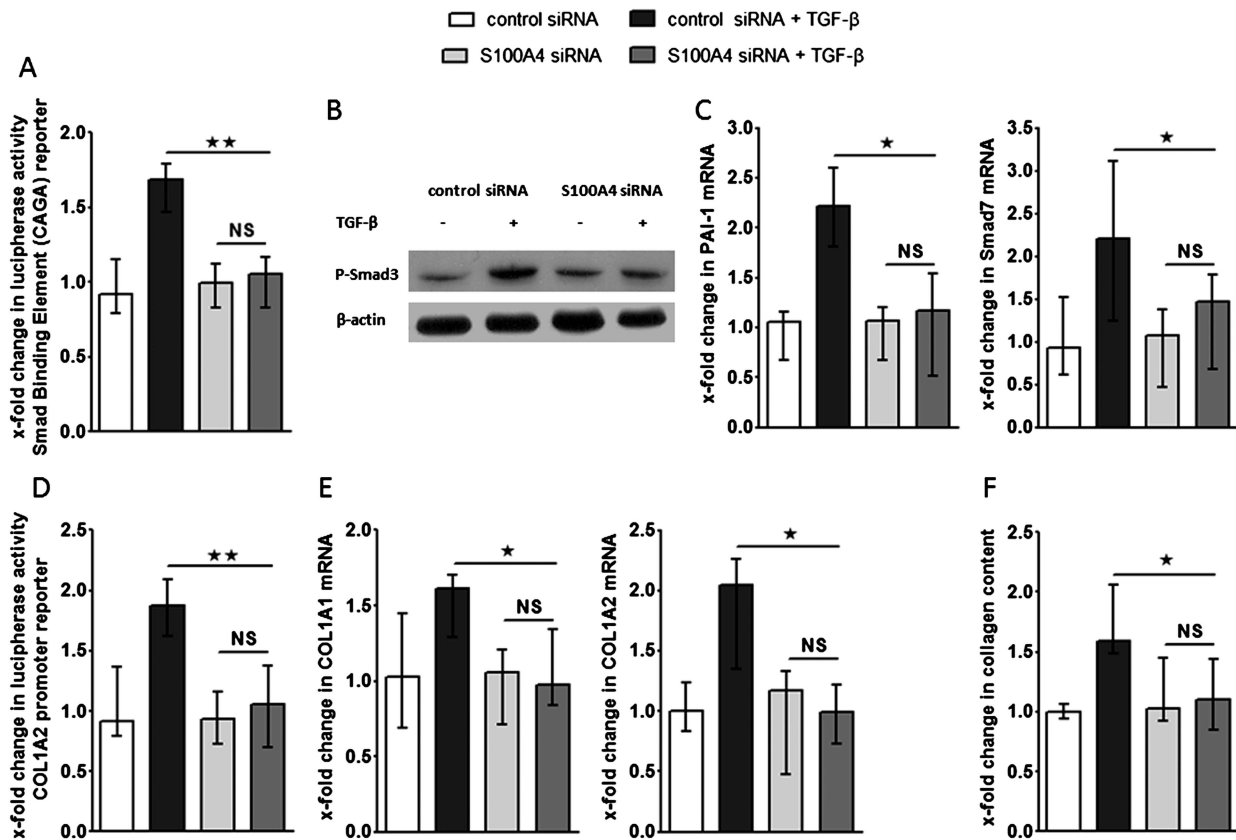 control siRNA
control siRNA + TGF-β
S100A4 siRNA
S100A4 siRNA + TGF-β
A
x-fold change in lucipherase activity
Smad Binding Element (CAGA) reporter
2.0
1.5
1.0
0.5
0.0
★★
NS
B
control siRNA S100A4 siRNA
TGF-β - + - +
P-Smad3
β-actin
C
x-fold change in PAI-1 mRNA
3.0
2.5
2.0
1.5
1.0
0.5
0.0
★
NS
x-fold change in Smad7 mRNA
3.5
3.0
2.5
2.0
1.5
1.0
0.5
0.0
★
NS
D
x-fold change in lucipherase activity
COL1A2 promoter reporter
2.5
2.0
1.5
1.0
0.5
0.0
★★
NS
E
x-fold change in COL1A1 mRNA
2.0
1.5
1.0
0.5
0.0
★
NS
x-fold change in COL1A2 mRNA
2.5
2.0
1.5
1.0
0.5
0.0
★
NS
F
x-fold change in collagen content
2.5
2.0
1.5
1.0
0.5
0.0
★
NS